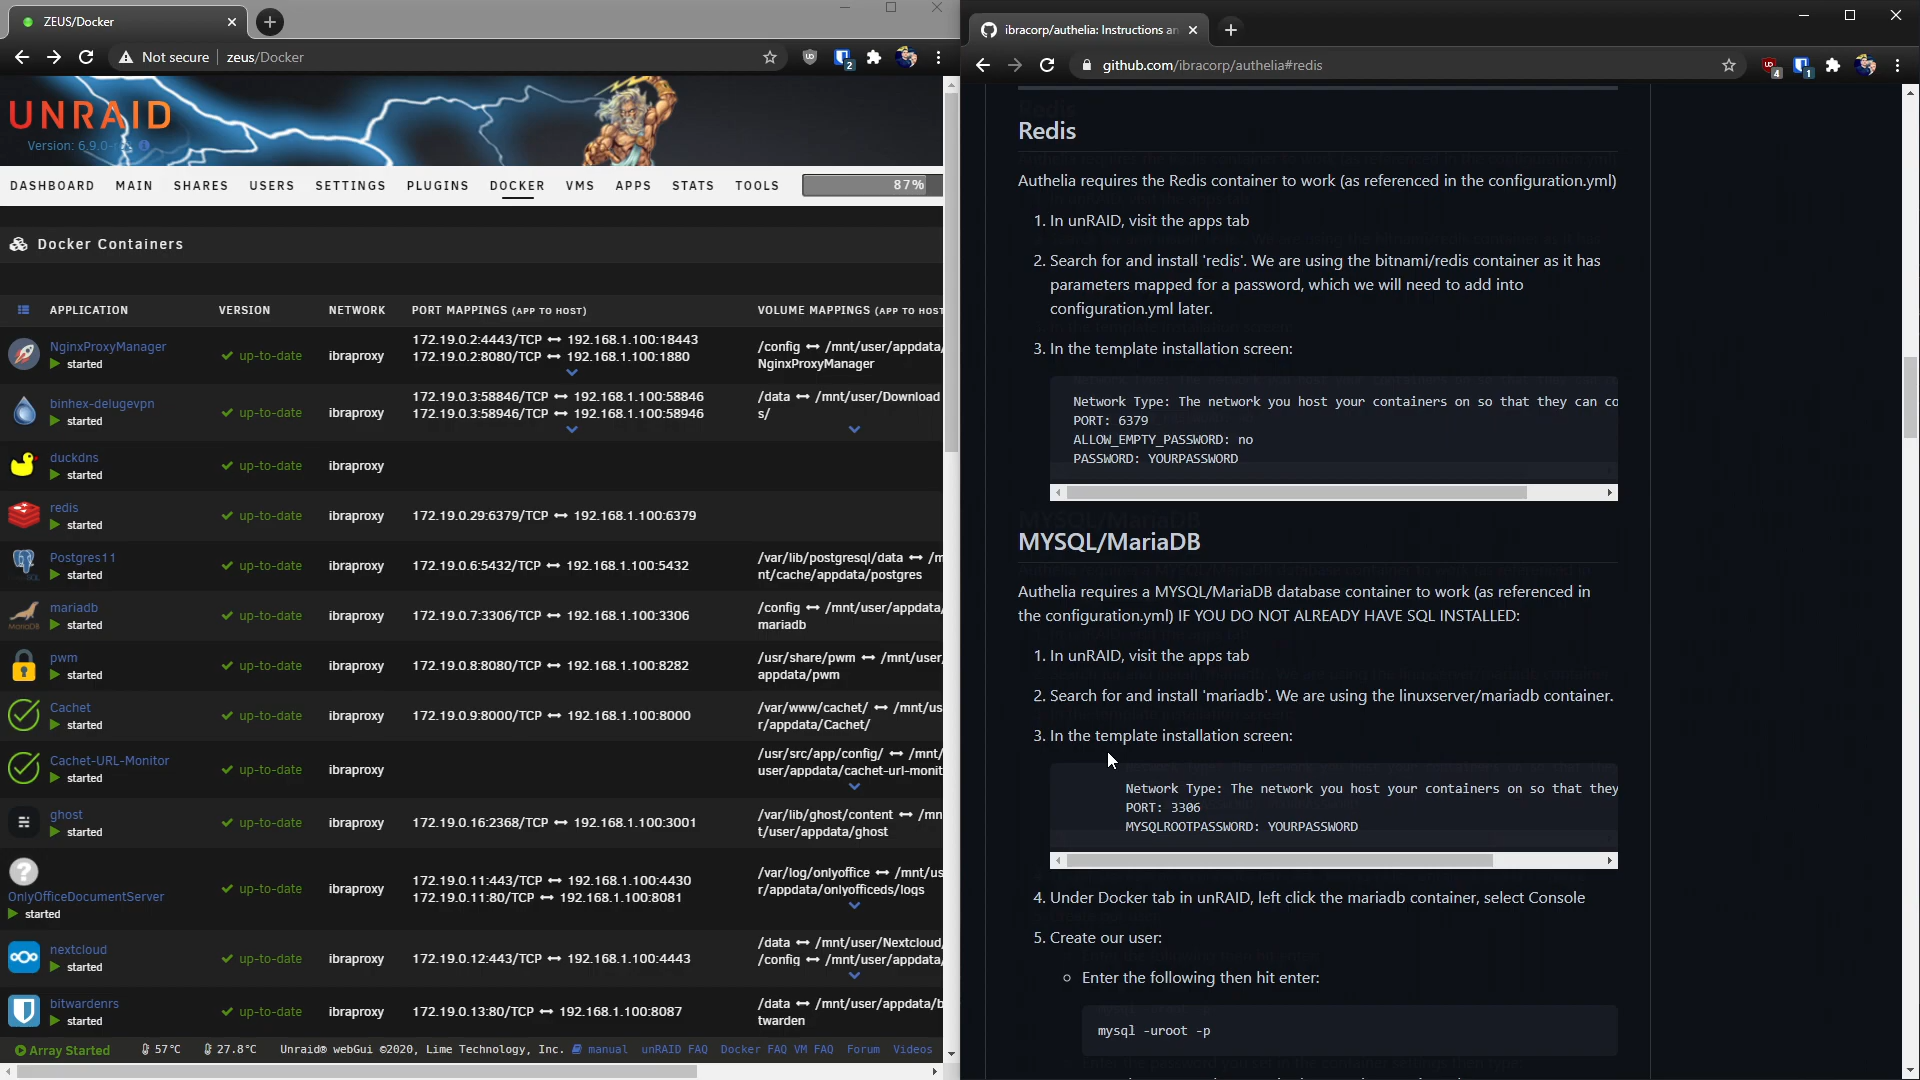 ZEUS/Docker
Not secure
zeus/Docker
2
UNRAID
Version: 6.9.0-
DASHBOARD MAIN SHARES USERS SETTINGS PLUGINS DOCKER VMS APPS STATS TOOLS 87%
Docker Containers
APPLICATION VERSION NETWORK PORT MAPPINGS (APP TO HOST) VOLUME MAPPINGS (APP TO HOST
NginxProxyManager
started
up-to-date
ibraproxy
172.19.0.2:4443/TCP ↔ 192.168.1.100:18443
172.19.0.2:8080/TCP ↔ 192.168.1.100:1880
/config ↔ /mnt/user/appdata/
NginxProxyManager
binhex-delugevpn
started
up-to-date
ibraproxy
172.19.0.3:58846/TCP ↔ 192.168.1.100:58846
172.19.0.3:58946/TCP ↔ 192.168.1.100:58946
/data ↔ /mnt/user/Download
s/
duckdns
started
up-to-date
ibraproxy
redis
started
up-to-date
ibraproxy
172.19.0.29:6379/TCP ↔ 192.168.1.100:6379
Postgres11
started
up-to-date
ibraproxy
172.19.0.6:5432/TCP ↔ 192.168.1.100:5432
/var/lib/postgresql/data ↔ /m
nt/cache/appdata/postgres
mariadb
started
up-to-date
ibraproxy
172.19.0.7:3306/TCP ↔ 192.168.1.100:3306
/config ↔ /mnt/user/appdata/
mariadb
pwm
started
up-to-date
ibraproxy
172.19.0.8:8080/TCP ↔ 192.168.1.100:8282
/usr/share/pwm ↔ /mnt/user/
appdata/pwm
Cachet
started
up-to-date
ibraproxy
172.19.0.9:8000/TCP ↔ 192.168.1.100:8000
/var/www/cachet/ ↔ /mnt/us
r/appdata/Cachet/
Cachet-URL-Monitor
started
up-to-date
ibraproxy
/usr/src/app/config/ ↔ /mnt/
user/appdata/cachet-url-monit
ghost
started
up-to-date
ibraproxy
172.19.0.16:2368/TCP ↔ 192.168.1.100:3001
/var/lib/ghost/content ↔ /mn
t/user/appdata/ghost
OnlyOfficeDocumentServer
started
up-to-date
ibraproxy
172.19.0.11:443/TCP ↔ 192.168.1.100:4430
172.19.0.11:80/TCP ↔ 192.168.1.100:8081
/var/log/onlyoffice ↔ /mnt/us
r/appdata/onlyofficeds/logs
nextcloud
started
up-to-date
ibraproxy
172.19.0.12:443/TCP ↔ 192.168.1.100:4443
/data ↔ /mnt/user/Nextcloud/
/config ↔ /mnt/user/appdata/
bitwardenrs
started
up-to-date
ibraproxy
172.19.0.13:80/TCP ↔ 192.168.1.100:8087
/data ↔ /mnt/user/appdata/b
twarden
Array Started 57°C 27.8°C Unraid® webGui ©2020, Lime Technology, Inc. manual unRAID FAQ Docker FAQ VM FAQ Forum Videos
ibracorp/authelia: Instructions an
github.com/ibracorp/authelia#redis
4
1
Redis
Authelia requires the Redis container to work (as referenced in the configuration.yml)
1. In unRAID, visit the apps tab
2. Search for and install 'redis'. We are using the bitnami/redis container as it has
parameters mapped for a password, which we will need to add into
configuration.yml later.
3. In the template installation screen:
Network Type: The network you host your containers on so that they can co
PORT: 6379
ALLOW_EMPTY_PASSWORD: no
PASSWORD: YOURPASSWORD
MYSQL/MariaDB
Authelia requires a MYSQL/MariaDB database container to work (as referenced in
the configuration.yml) IF YOU DO NOT ALREADY HAVE SQL INSTALLED:
1. In unRAID, visit the apps tab
2. Search for and install 'mariadb'. We are using the linuxserver/mariadb container.
3. In the template installation screen:
Network Type: The network you host your containers on so that they
PORT: 3306
MYSQLROOTPASSWORD: YOURPASSWORD
4. Under Docker tab in unRAID, left click the mariadb container, select Console
5. Create our user:
Enter the following then hit enter:
mysql -uroot -p